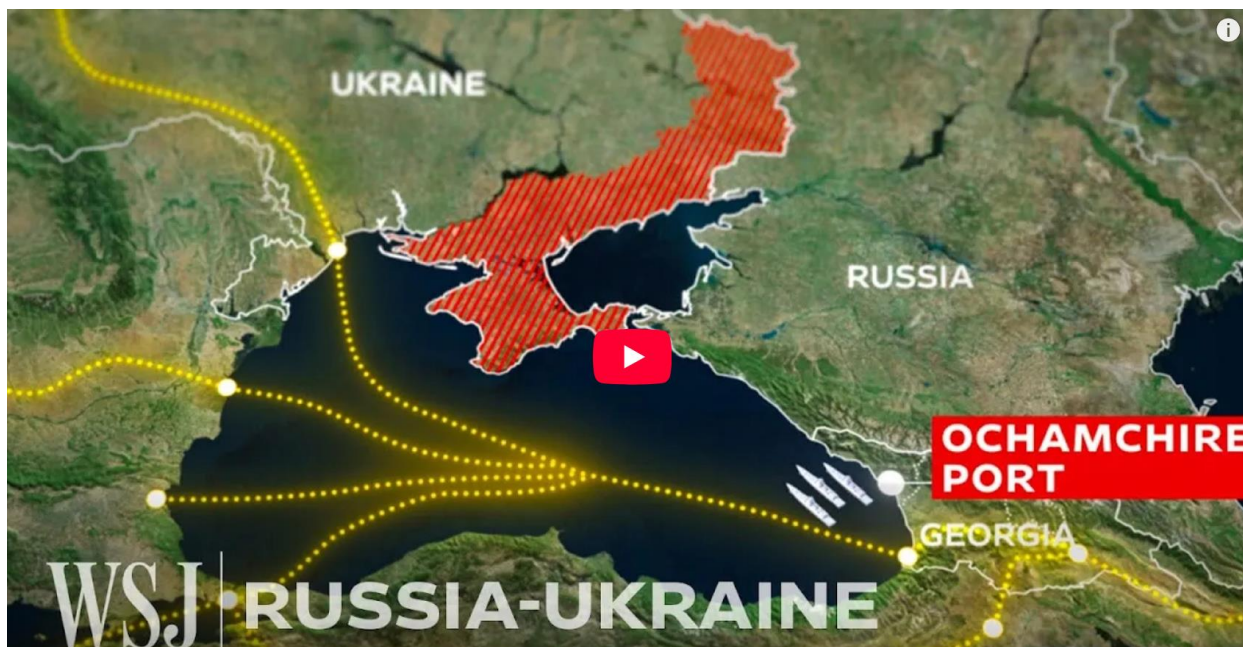 UKRAINE
RUSSIA
OCHAMCHIRE
PORT
GEORGIA
WSJ | RUSSIA-UKRAINE